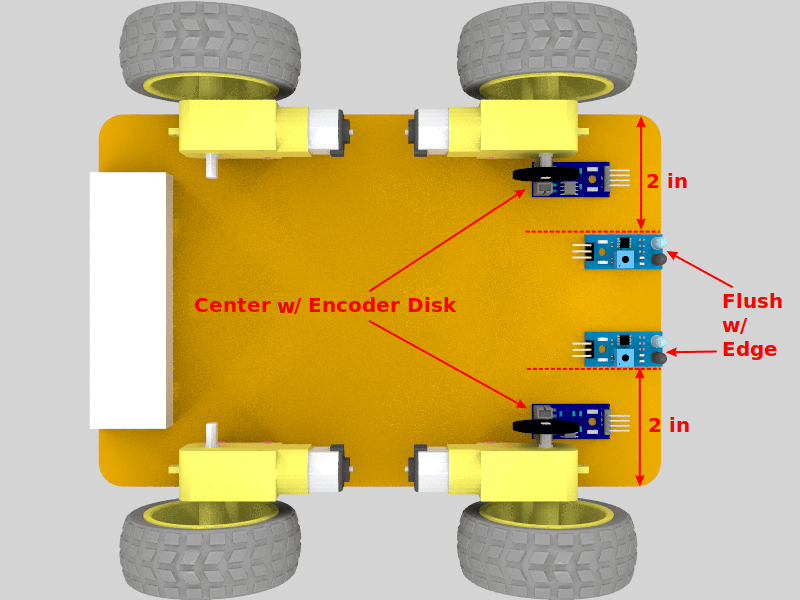 2 in
Center w/ Encoder Disk
Flush
w/
Edge
2 in